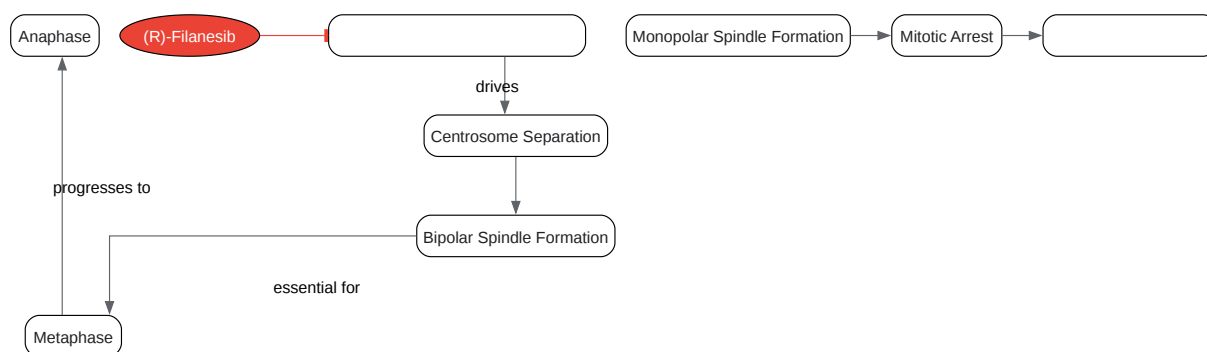 Anaphase
(R)-Filanesib
Monopolar Spindle Formation
Mitotic Arrest
drives
Centrosome Separation
progresses to
Bipolar Spindle Formation
essential for
Metaphase